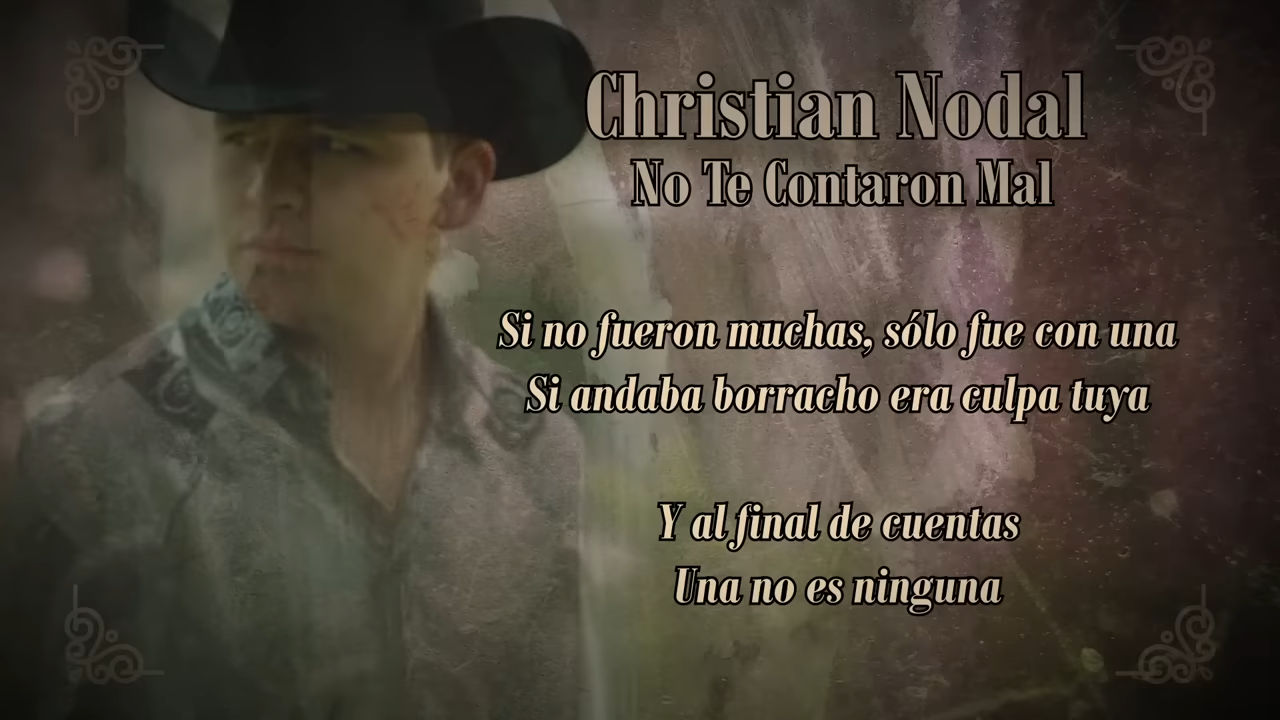 Christian Nodal
No Te Contaron Mal
Si no fueron muchas, sólo fue con una
Si andaba borracho era culpa tuya
Y al final de cuentas
Una no es ninguna